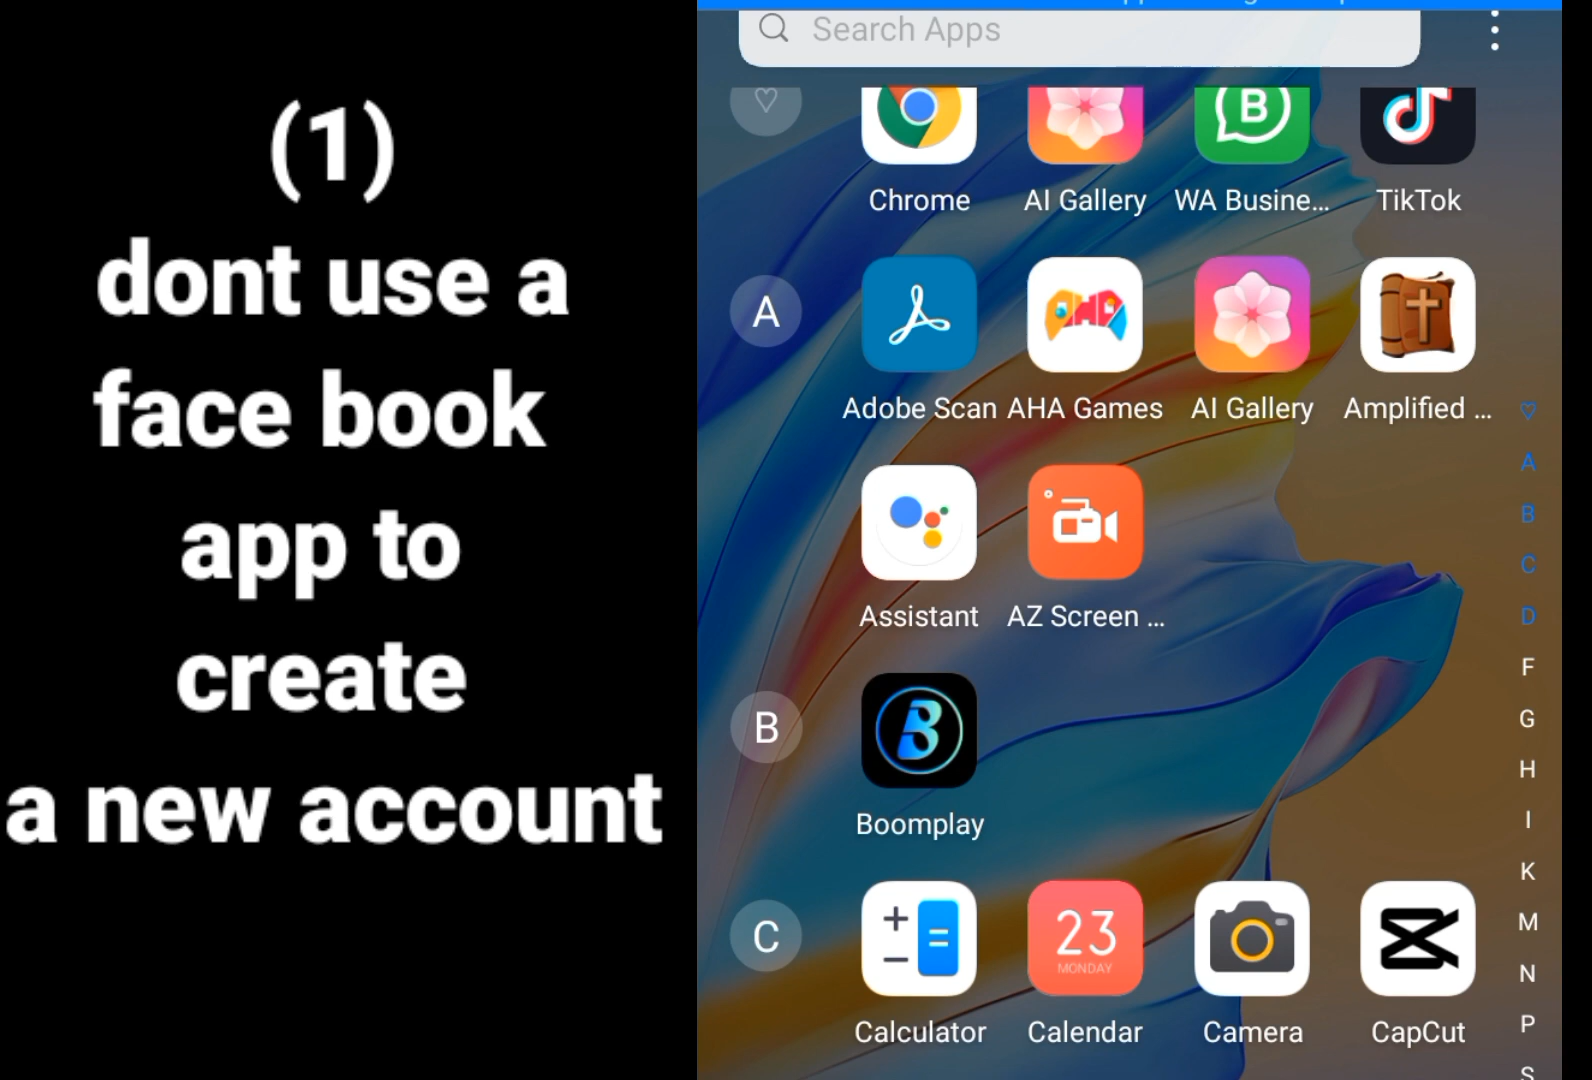 (1)
dont use a
face book
app to
create
a new account
Search Apps
Chrome AI Gallery WA Busine... TikTok
A
Adobe Scan AHA Games AI Gallery Amplified ...
Assistant AZ Screen ...
B
Boomplay
C
23
MONDAY
Calculator Calendar Camera CapCut
A
B
C
D
F
G
H
I
K
M
N
P
S